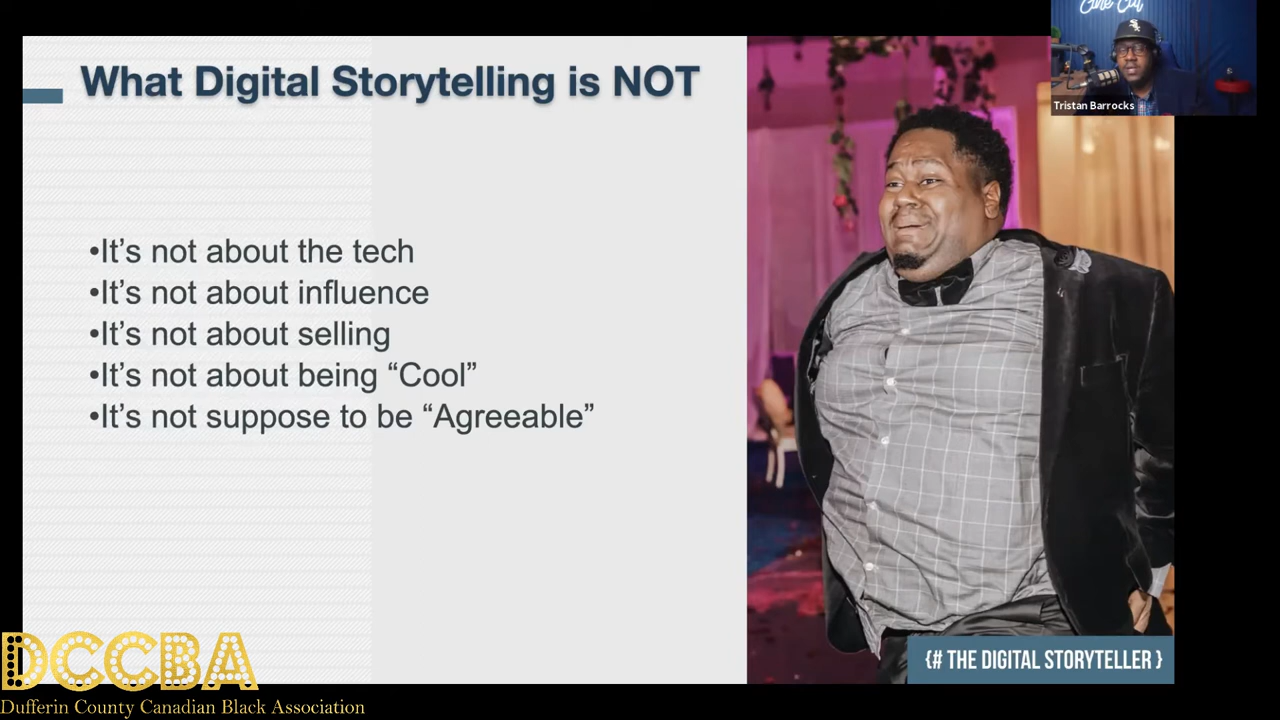 What Digital Storytelling is NOT
•It’s not about the tech
•It’s not about influence
•It’s not about selling
•It’s not about being “Cool”
•It’s not suppose to be “Agreeable”
Cine Cut
Tristan Barrocks
{# THE DIGITAL STORYTELLER }
DCCBA
Dufferin County Canadian Black Association